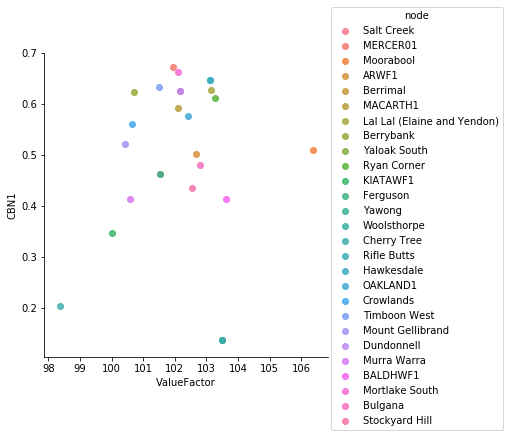 node
Salt Creek
MERCER01
Moorabool
ARWF1
Berrimal
MACARTH1
Lal Lal (Elaine and Yendon)
Berrybank
Yaloak South
Ryan Corner
KIATAWF1
Ferguson
Yawong
Woolsthorpe
Cherry Tree
Rifle Butts
Hawkesdale
OAKLAND1
Crowlands
Timboon West
Mount Gellibrand
Dundonnell
Murra Warra
BALDHWF1
Mortlake South
Bulgana
Stockyard Hill
0.7
0.6
0.5
0.4
0.3
0.2
CBN1
98 99 100 101 102 103 104 105 106
ValueFactor